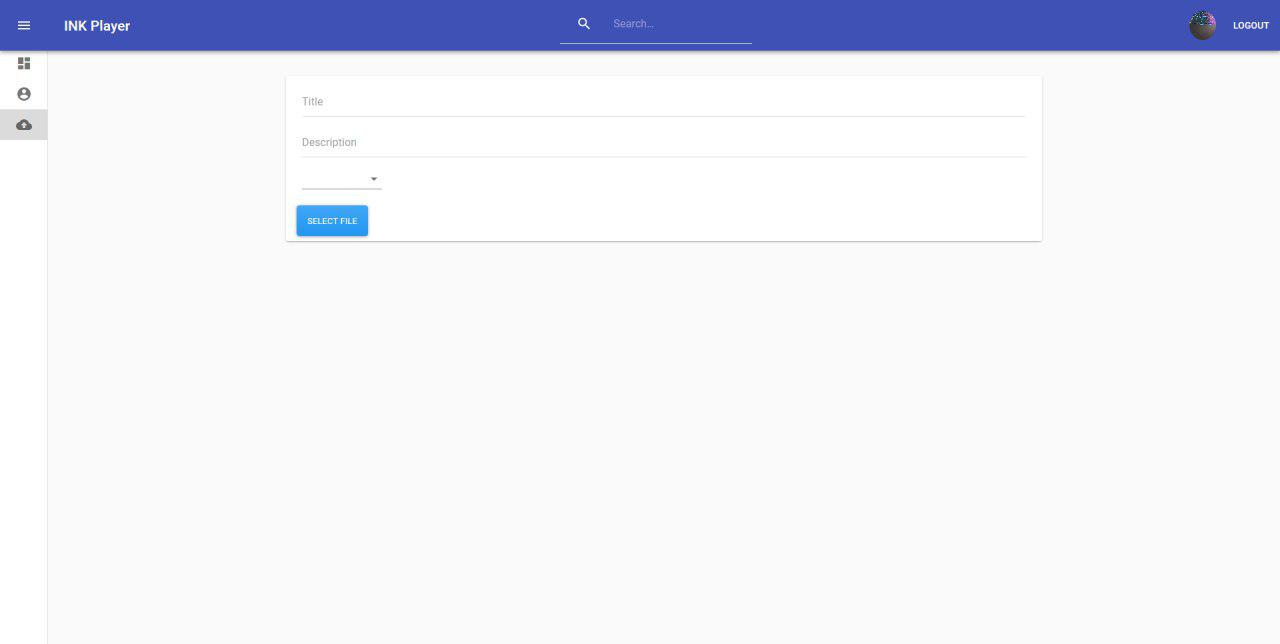 INK Player
Search...
LOGOUT
Title
Description
SELECT FILE